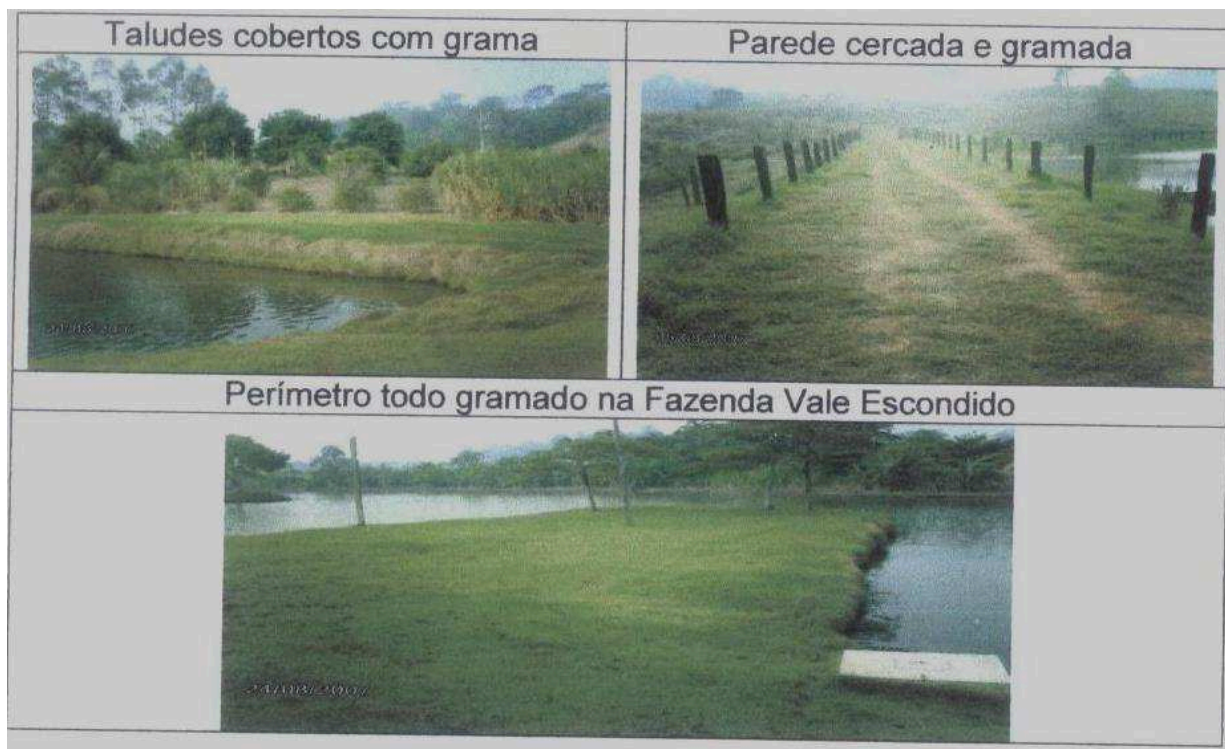 Taludes cobertos com grama
Parede cercada e gramada
Perímetro todo gramado na Fazenda Vale Escondido